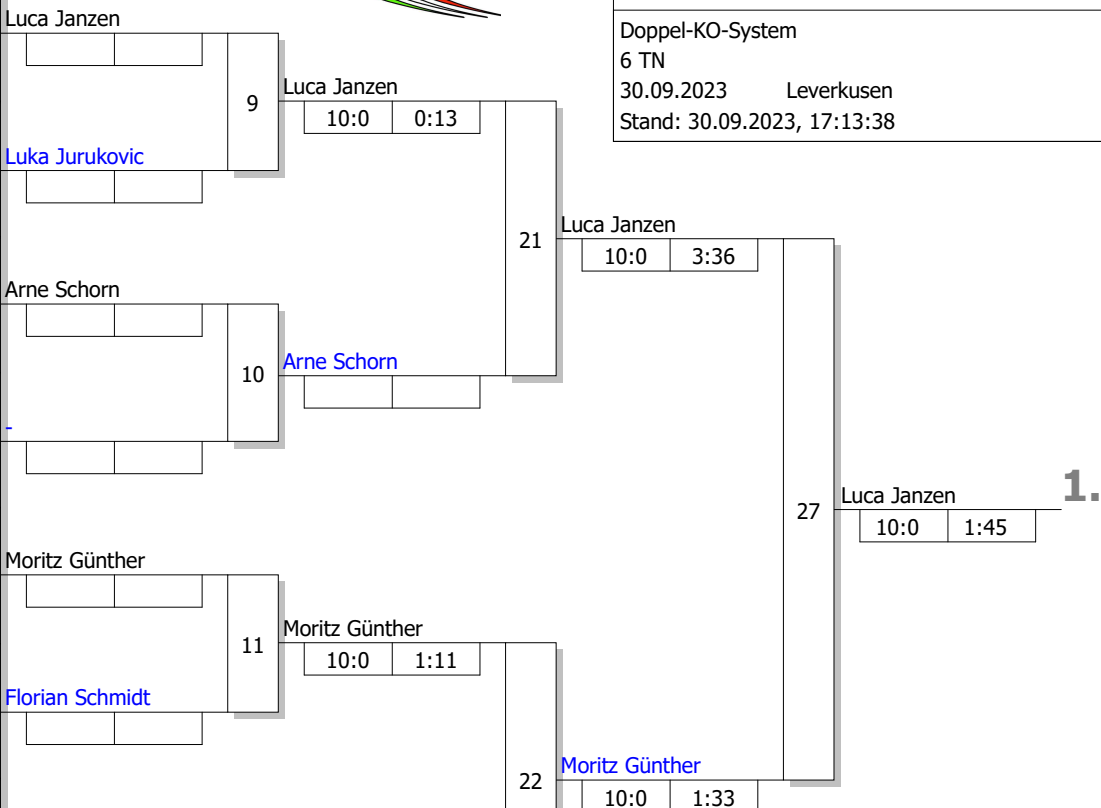 Luca Janzen
Doppel-KO-System
6 TN
30.09.2023 Leverkusen
Stand: 30.09.2023, 17:13:38
9
Luca Janzen
10:0 0:13
Luka Jurukovic
21
Luca Janzen
10:0 3:36
Arne Schorn
10
Arne Schorn
-
27
Luca Janzen
1.
10:0 1:45
Moritz Günther
11
Moritz Günther
10:0 1:11
Florian Schmidt
22
Moritz Günther
10:0 1:33